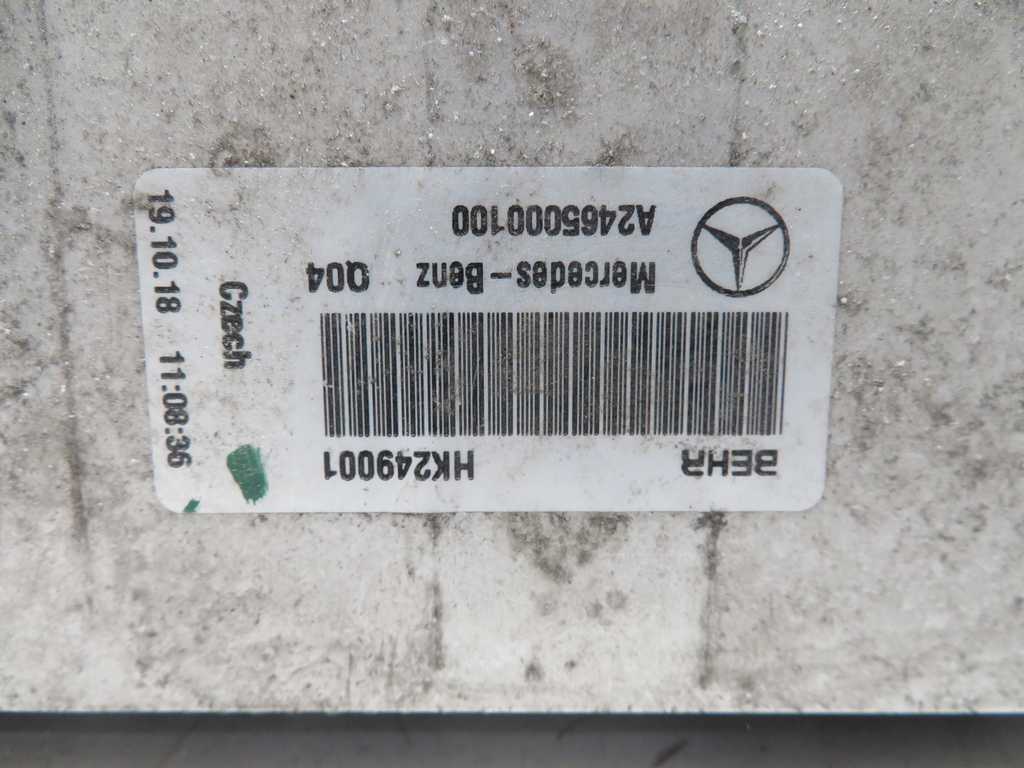 A2465000100
Mercedes-Benz Q04
HK249001
BEHR
19.10.18 11:08:36
Czech